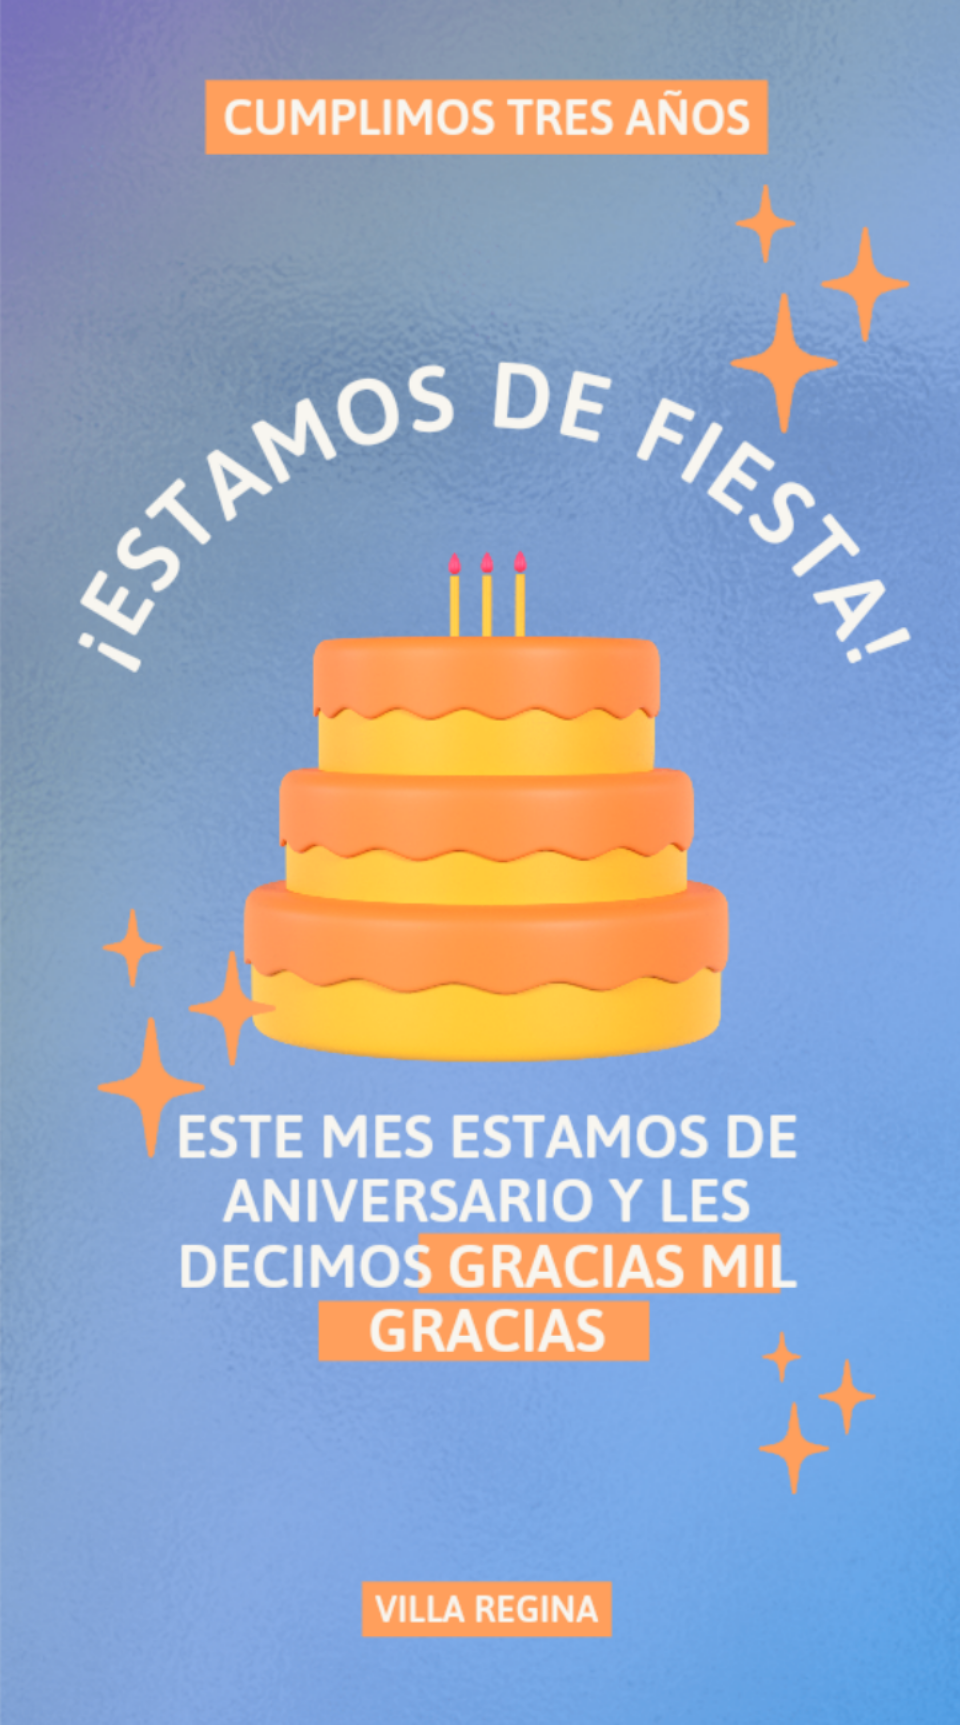 CUMPLIMOS TRES AÑOS
¡ESTAMOS DE FIESTA!
ESTE MES ESTAMOS DE
ANIVERSARIO Y LES
DECIMOS GRACIAS MIL
GRACIAS
VILLA REGINA